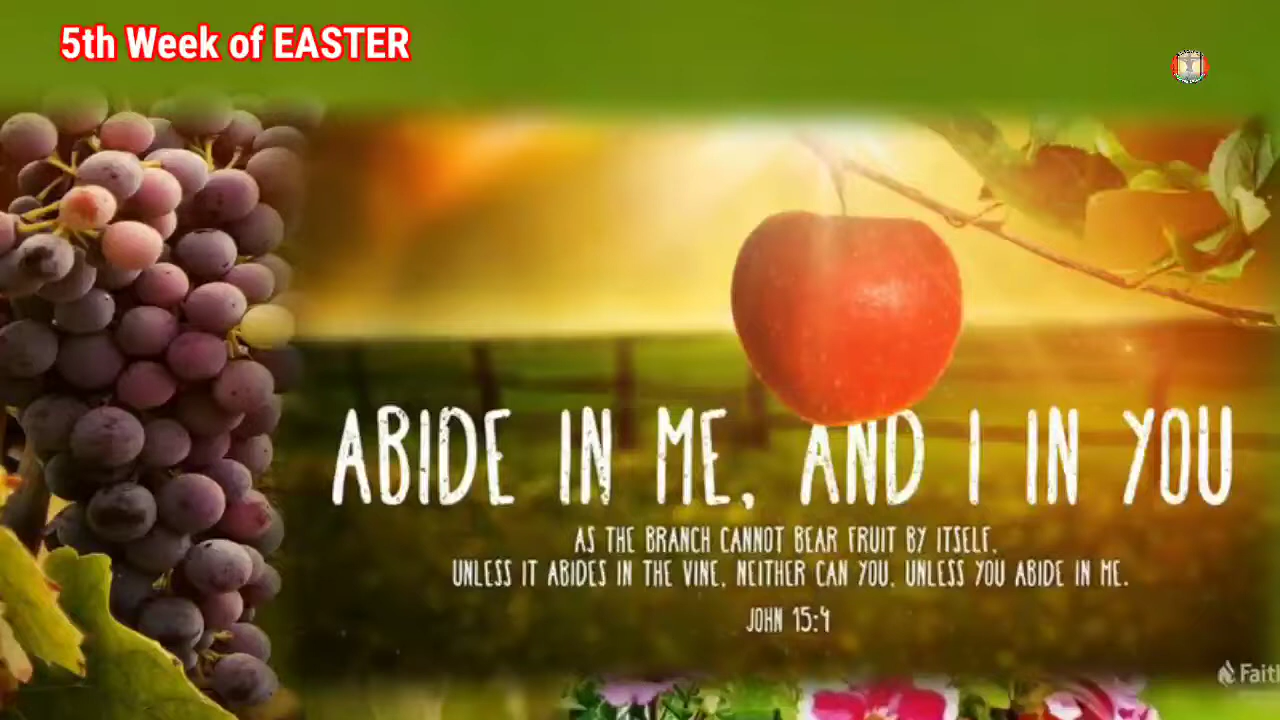 5th Week of EASTER
ABIDE IN ME, AND I IN YOU
AS THE BRANCH CANNOT BEAR FRUIT BY ITSELF,
UNLESS IT ABIDES IN THE VINE, NEITHER CAN YOU, UNLESS YOU ABIDE IN ME.
JOHN 15:4